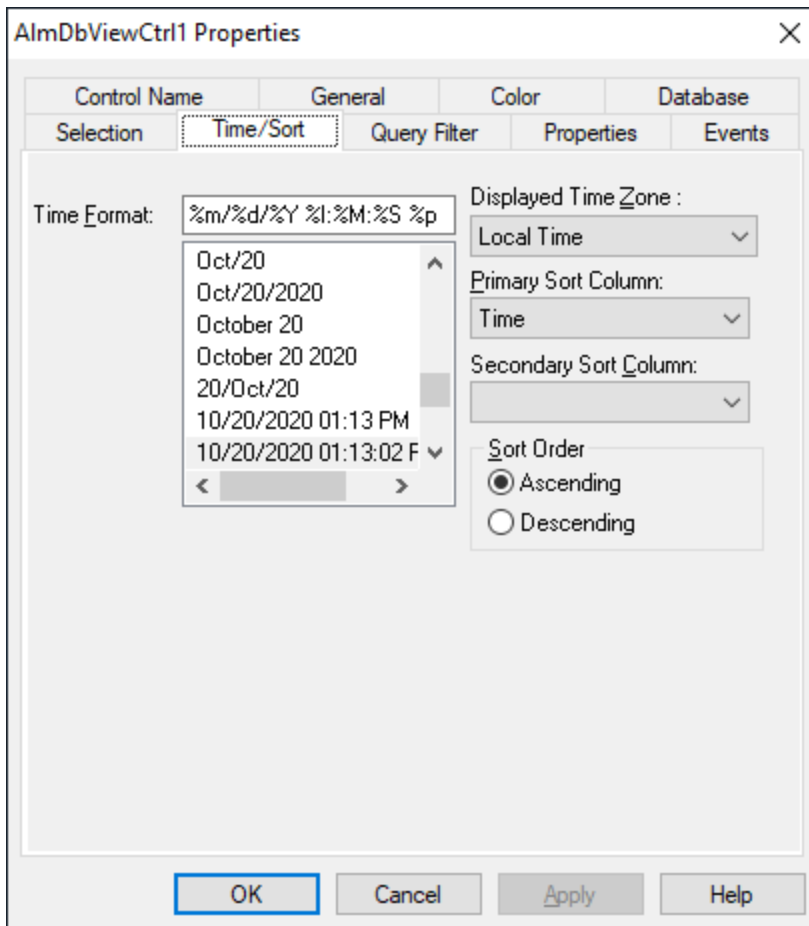 AlmDbViewCtrl1 Properties
Control Name General Color Database
Selection Time/Sort Query Filter Properties Events
Time Format: %m/%d/%Y %I:%M:%S %p
Oct/20
Oct/20/2020
October 20
October 20 2020
20/Oct/20
10/20/2020 01:13 PM
10/20/2020 01:13:02 F
Displayed Time Zone :
Local Time
Primary Sort Column:
Time
Secondary Sort Column:
Sort Order
Ascending
Descending
OK Cancel Apply Help